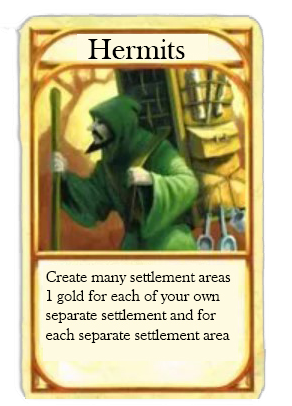 Hermits
Create many settlement areas
1 gold for each of your own
separate settlement and for
each separate settlement area